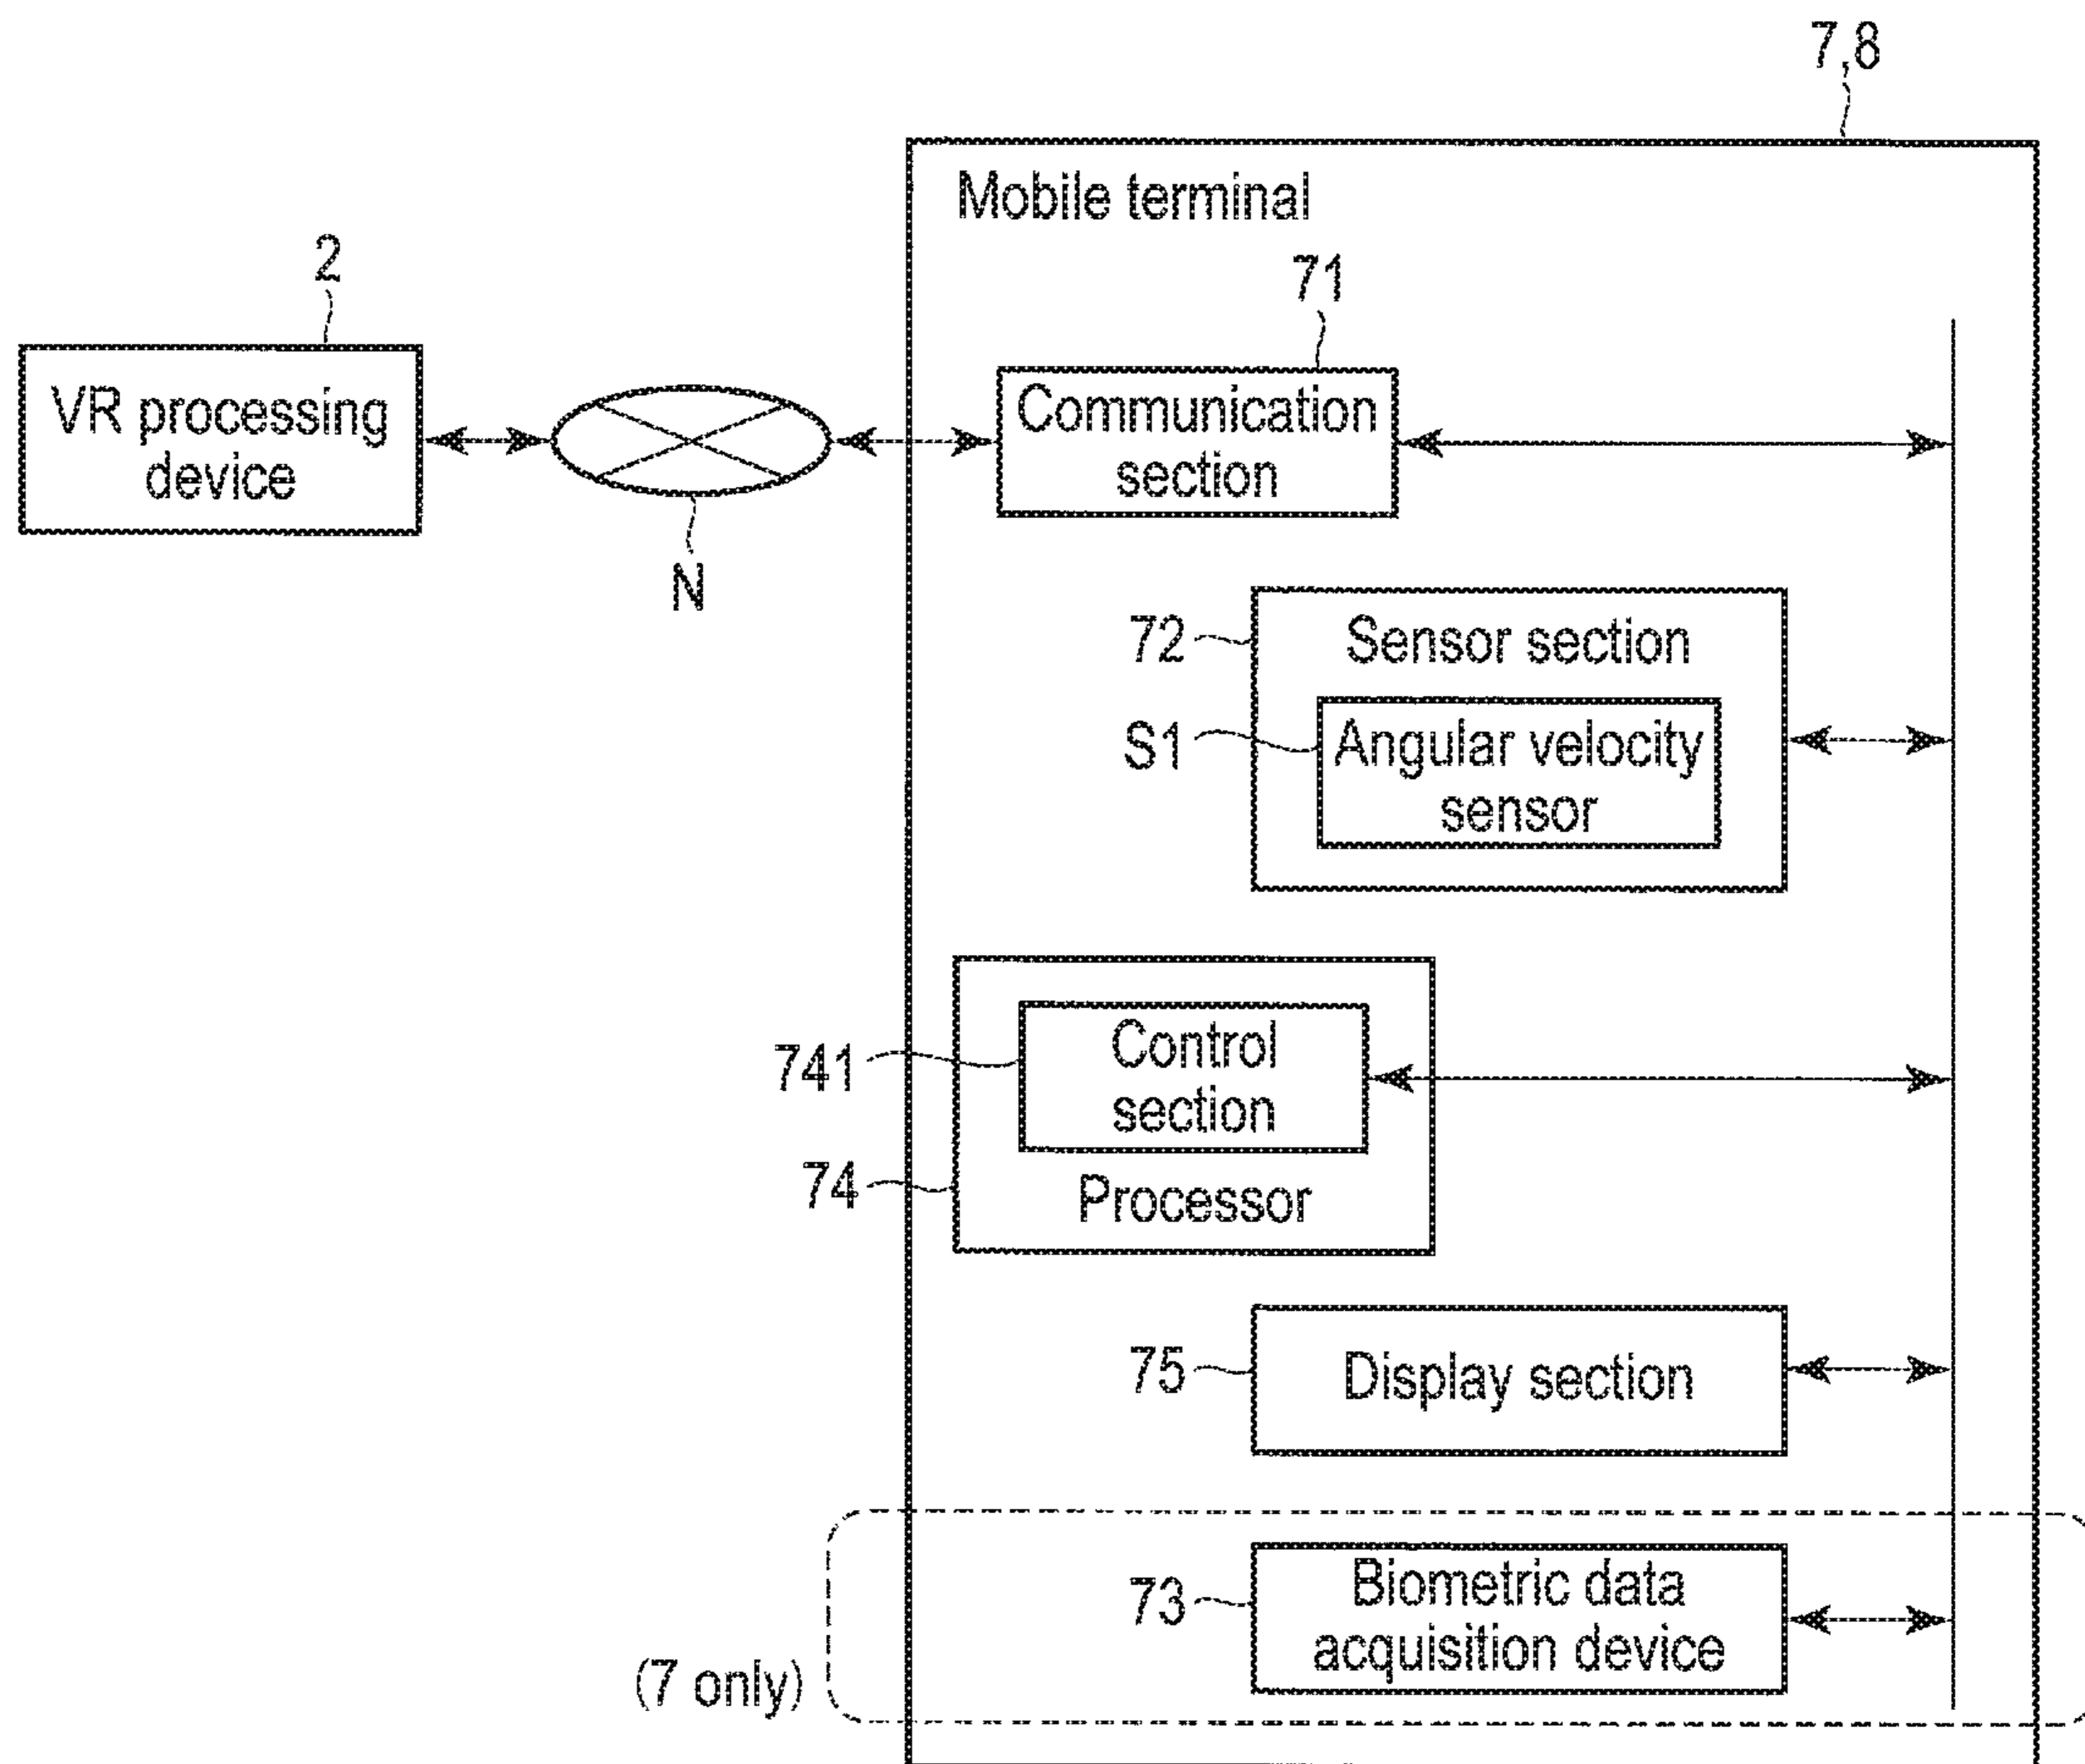 7,8
Mobile terminal
2
71
VR processing
device
Communication
section
N
72
Sensor section
S1
Angular velocity
sensor
741
Control
section
74
Processor
75
Display section
73
Biometric data
acquisition device
(7 only)